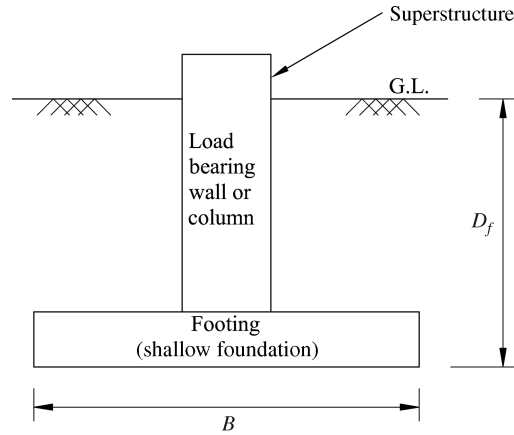 Superstructure
G.L.
Load
bearing
wall or
column
D_f
Footing
(shallow foundation)
B